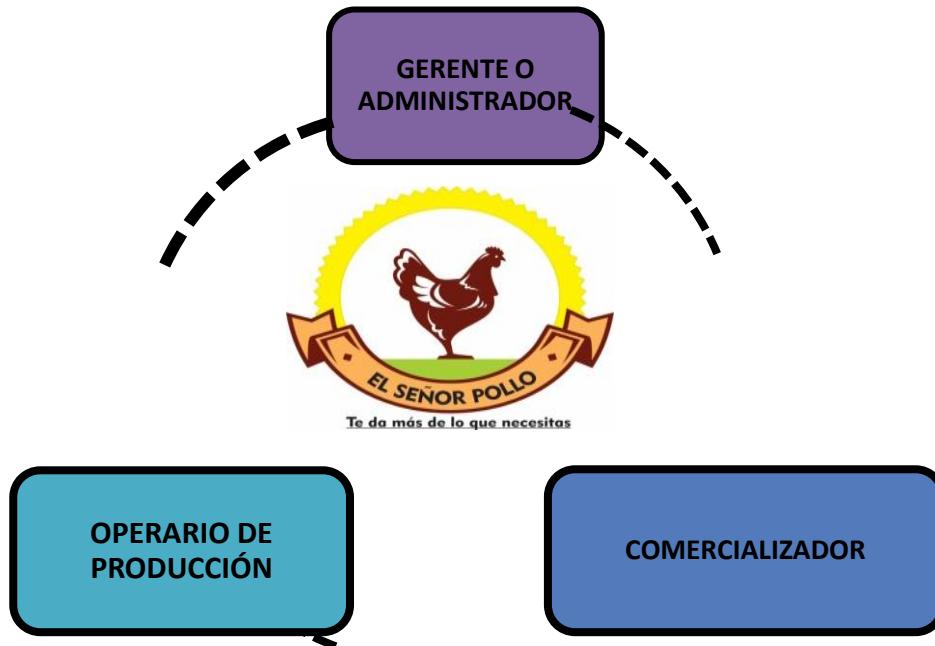 GERENTE O
ADMINISTRADOR
EL SEÑOR POLLO
Te da más de lo que necesitas
OPERARIO DE
PRODUCCIÓN
COMERCIALIZADOR